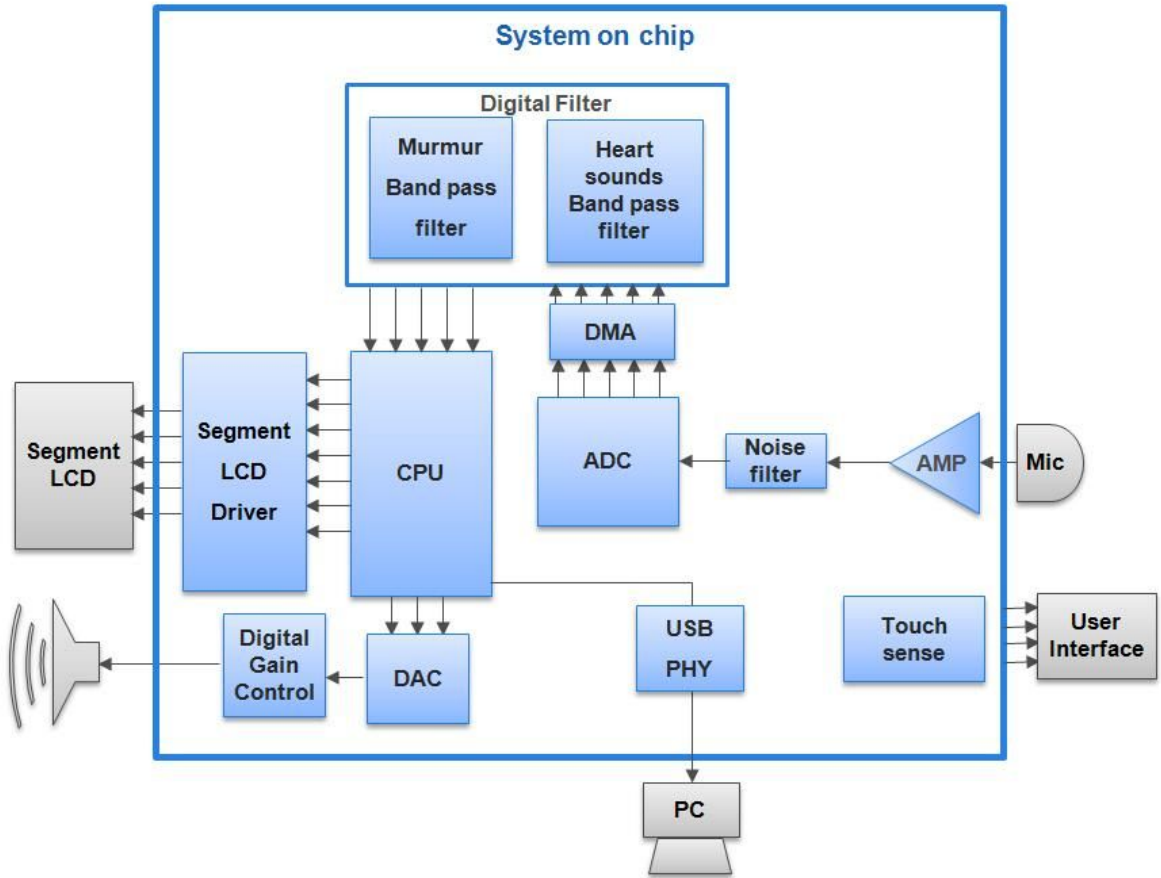 System on chip
Digital Filter
Murmur
Band pass
filter
Heart
sounds
Band pass
filter
DMA
Segment
LCD
Segment
LCD
Driver
CPU
ADC
Noise
filter
AMP
Mic
Digital
Gain
Control
DAC
USB
PHY
Touch
sense
User
Interface
PC